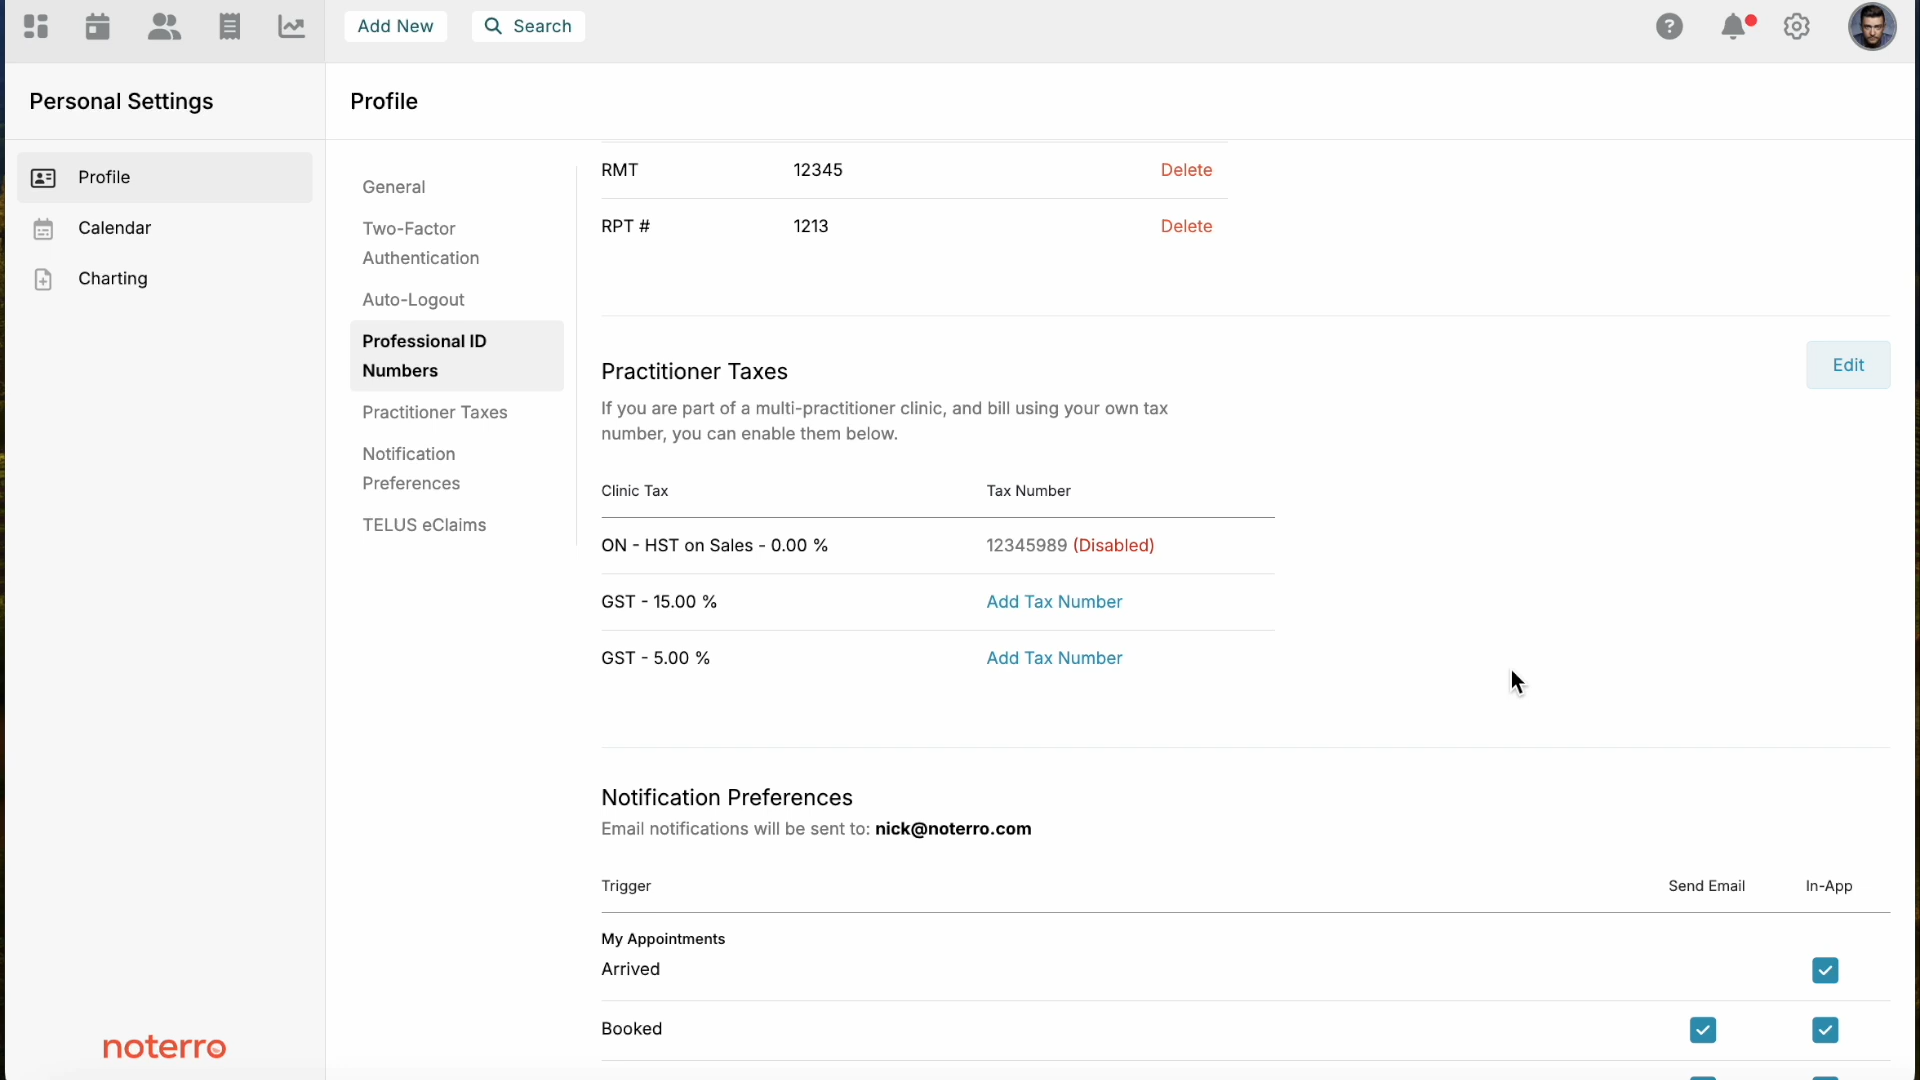 Add New
Search
?
Personal Settings
Profile
Profile
Calendar
Charting
General
Two-Factor
Authentication
Auto-Logout
Professional ID
Numbers
Practitioner Taxes
Notification
Preferences
TELUS eClaims
RMT 12345 Delete
RPT # 1213 Delete
Practitioner Taxes
Edit
If you are part of a multi-practitioner clinic, and bill using your own tax
number, you can enable them below.
Clinic Tax Tax Number
ON - HST on Sales - 0.00 % 12345989 (Disabled)
GST - 15.00 % Add Tax Number
GST - 5.00 % Add Tax Number
Notification Preferences
Email notifications will be sent to: nick@noterro.com
Trigger Send Email In-App
My Appointments
Arrived
Booked
noterro